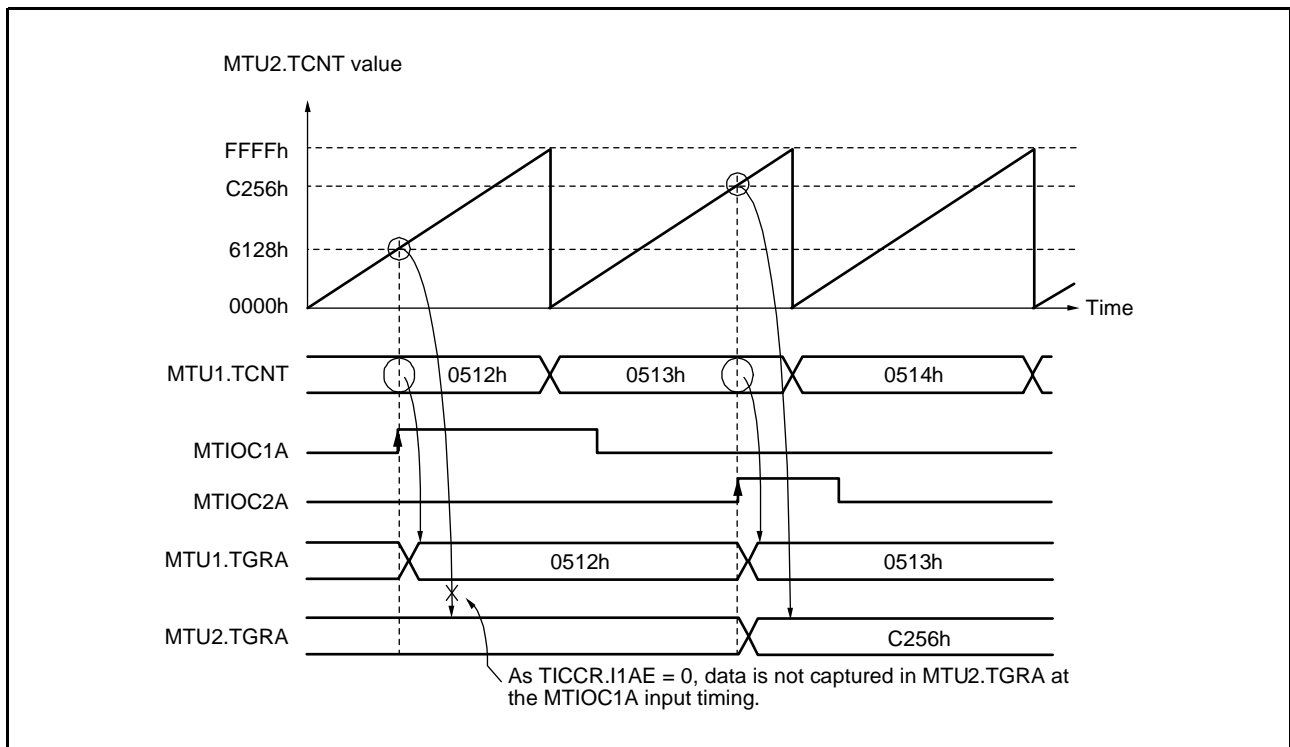 MTU2.TCNT value
FFFFh
C256h
6128h
0000h
Time
MTU1.TCNT
0512h
0513h
0514h
MTIOC1A
MTIOC2A
MTU1.TGRA
0512h
0513h
MTU2.TGRA
C256h
As TICCR.I1AE = 0, data is not captured in MTU2.TGRA at
the MTIOC1A input timing.